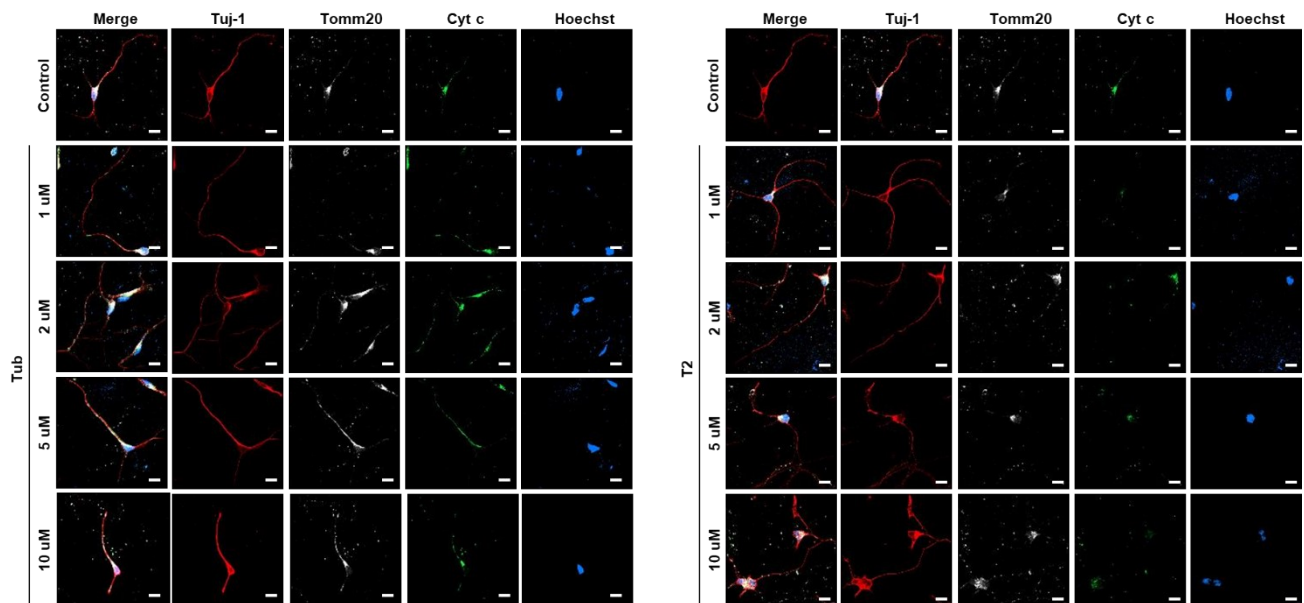 Merge Tuj-1 Tomm20 Cyt c Hoechst
Control
Tub
1 uM
2 uM
5 uM
10 uM
Merge Tuj-1 Tomm20 Cyt c Hoechst
Control
T2
1 uM
2 uM
5 uM
10 uM